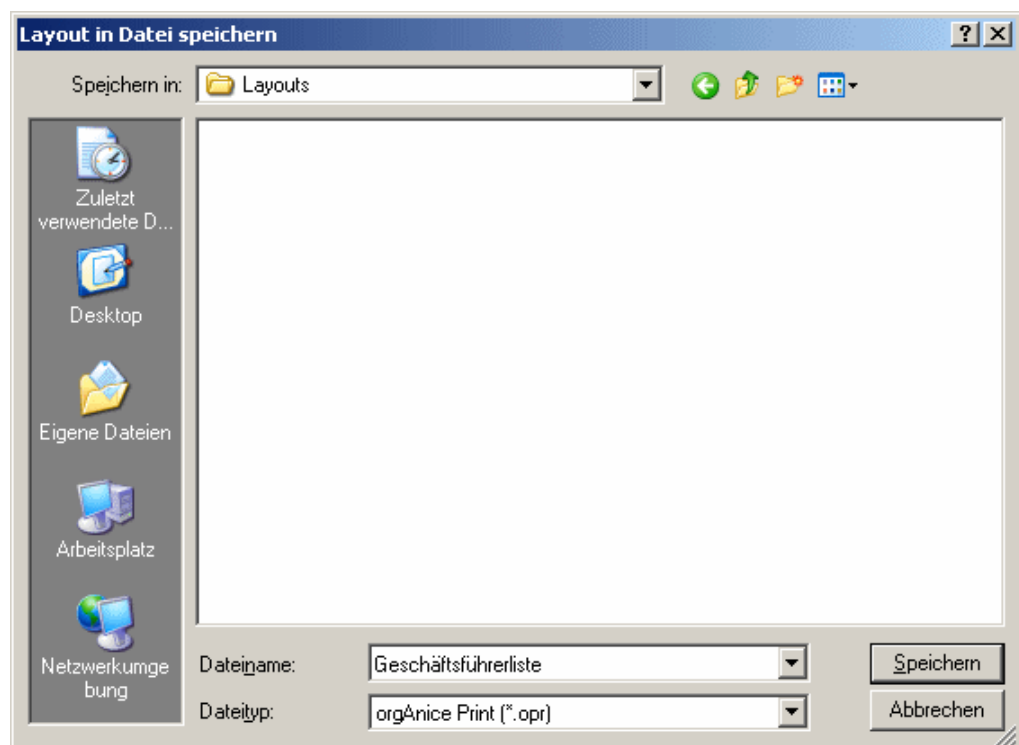 Layout in Datei speichern
Speichern in:
Layouts
Zuletzt
verwendete D...
Desktop
Eigene Dateien
Arbeitsplatz
Netzwerkumge
bung
Dateiname:
Geschäftsführerliste
Speichern
Dateityp:
orgAnice Print (*.opr)
Abbrechen